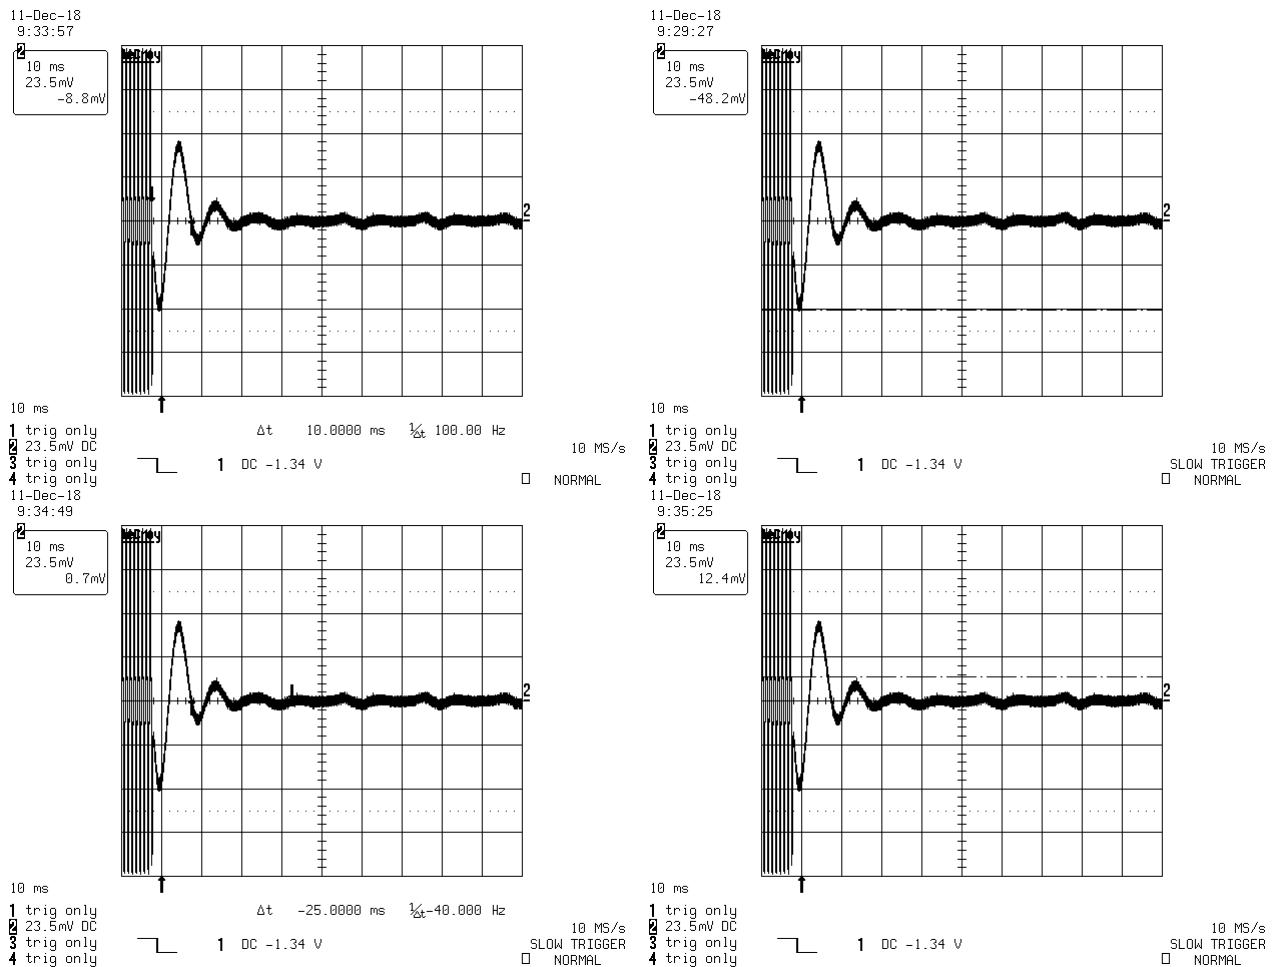 11-Dec-18
9:33:57
2
10 ms
23.5mV
-8.8mV
LeCroy
2
10 ms
1 trig only
2 23.5mV DC
3 trig only
4 trig only
Δt 10.0000 ms 1/Δt 100.00 Hz
1 DC -1.34 V
10 MS/s
NORMAL
11-Dec-18
9:29:27
2
10 ms
23.5mV
-48.2mV
LeCroy
2
10 ms
1 trig only
2 23.5mV DC
3 trig only
4 trig only
1 DC -1.34 V
10 MS/s
SLOW TRIGGER
NORMAL
11-Dec-18
9:34:49
2
10 ms
23.5mV
0.7mV
LeCroy
2
10 ms
1 trig only
2 23.5mV DC
3 trig only
4 trig only
Δt -25.0000 ms 1/Δt -40.000 Hz
1 DC -1.34 V
10 MS/s
SLOW TRIGGER
NORMAL
11-Dec-18
9:35:25
2
10 ms
23.5mV
12.4mV
LeCroy
2
10 ms
1 trig only
2 23.5mV DC
3 trig only
4 trig only
1 DC -1.34 V
10 MS/s
SLOW TRIGGER
NORMAL